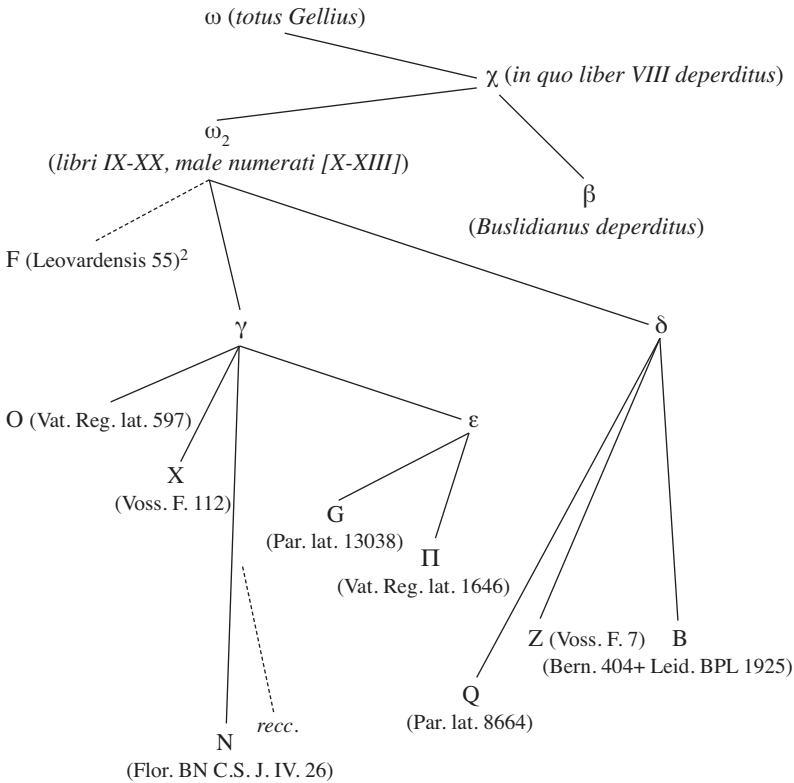 ω (totus Gellius)
χ (in quo liber VIII deperditus)
ω2
(libri IX-XX, male numerati [X-XIII])
β
(Buslidianus deperditus)
F (Leovardensis 55)2
γ
δ
O (Vat. Reg. lat. 597)
ε
X
(Voss. F. 112)
G
(Par. lat. 13038)
Π
(Vat. Reg. lat. 1646)
Z (Voss. F. 7) B
(Bern. 404+ Leid. BPL 1925)
Q
(Par. lat. 8664)
recc.
N
(Flor. BN C.S. J. IV. 26)